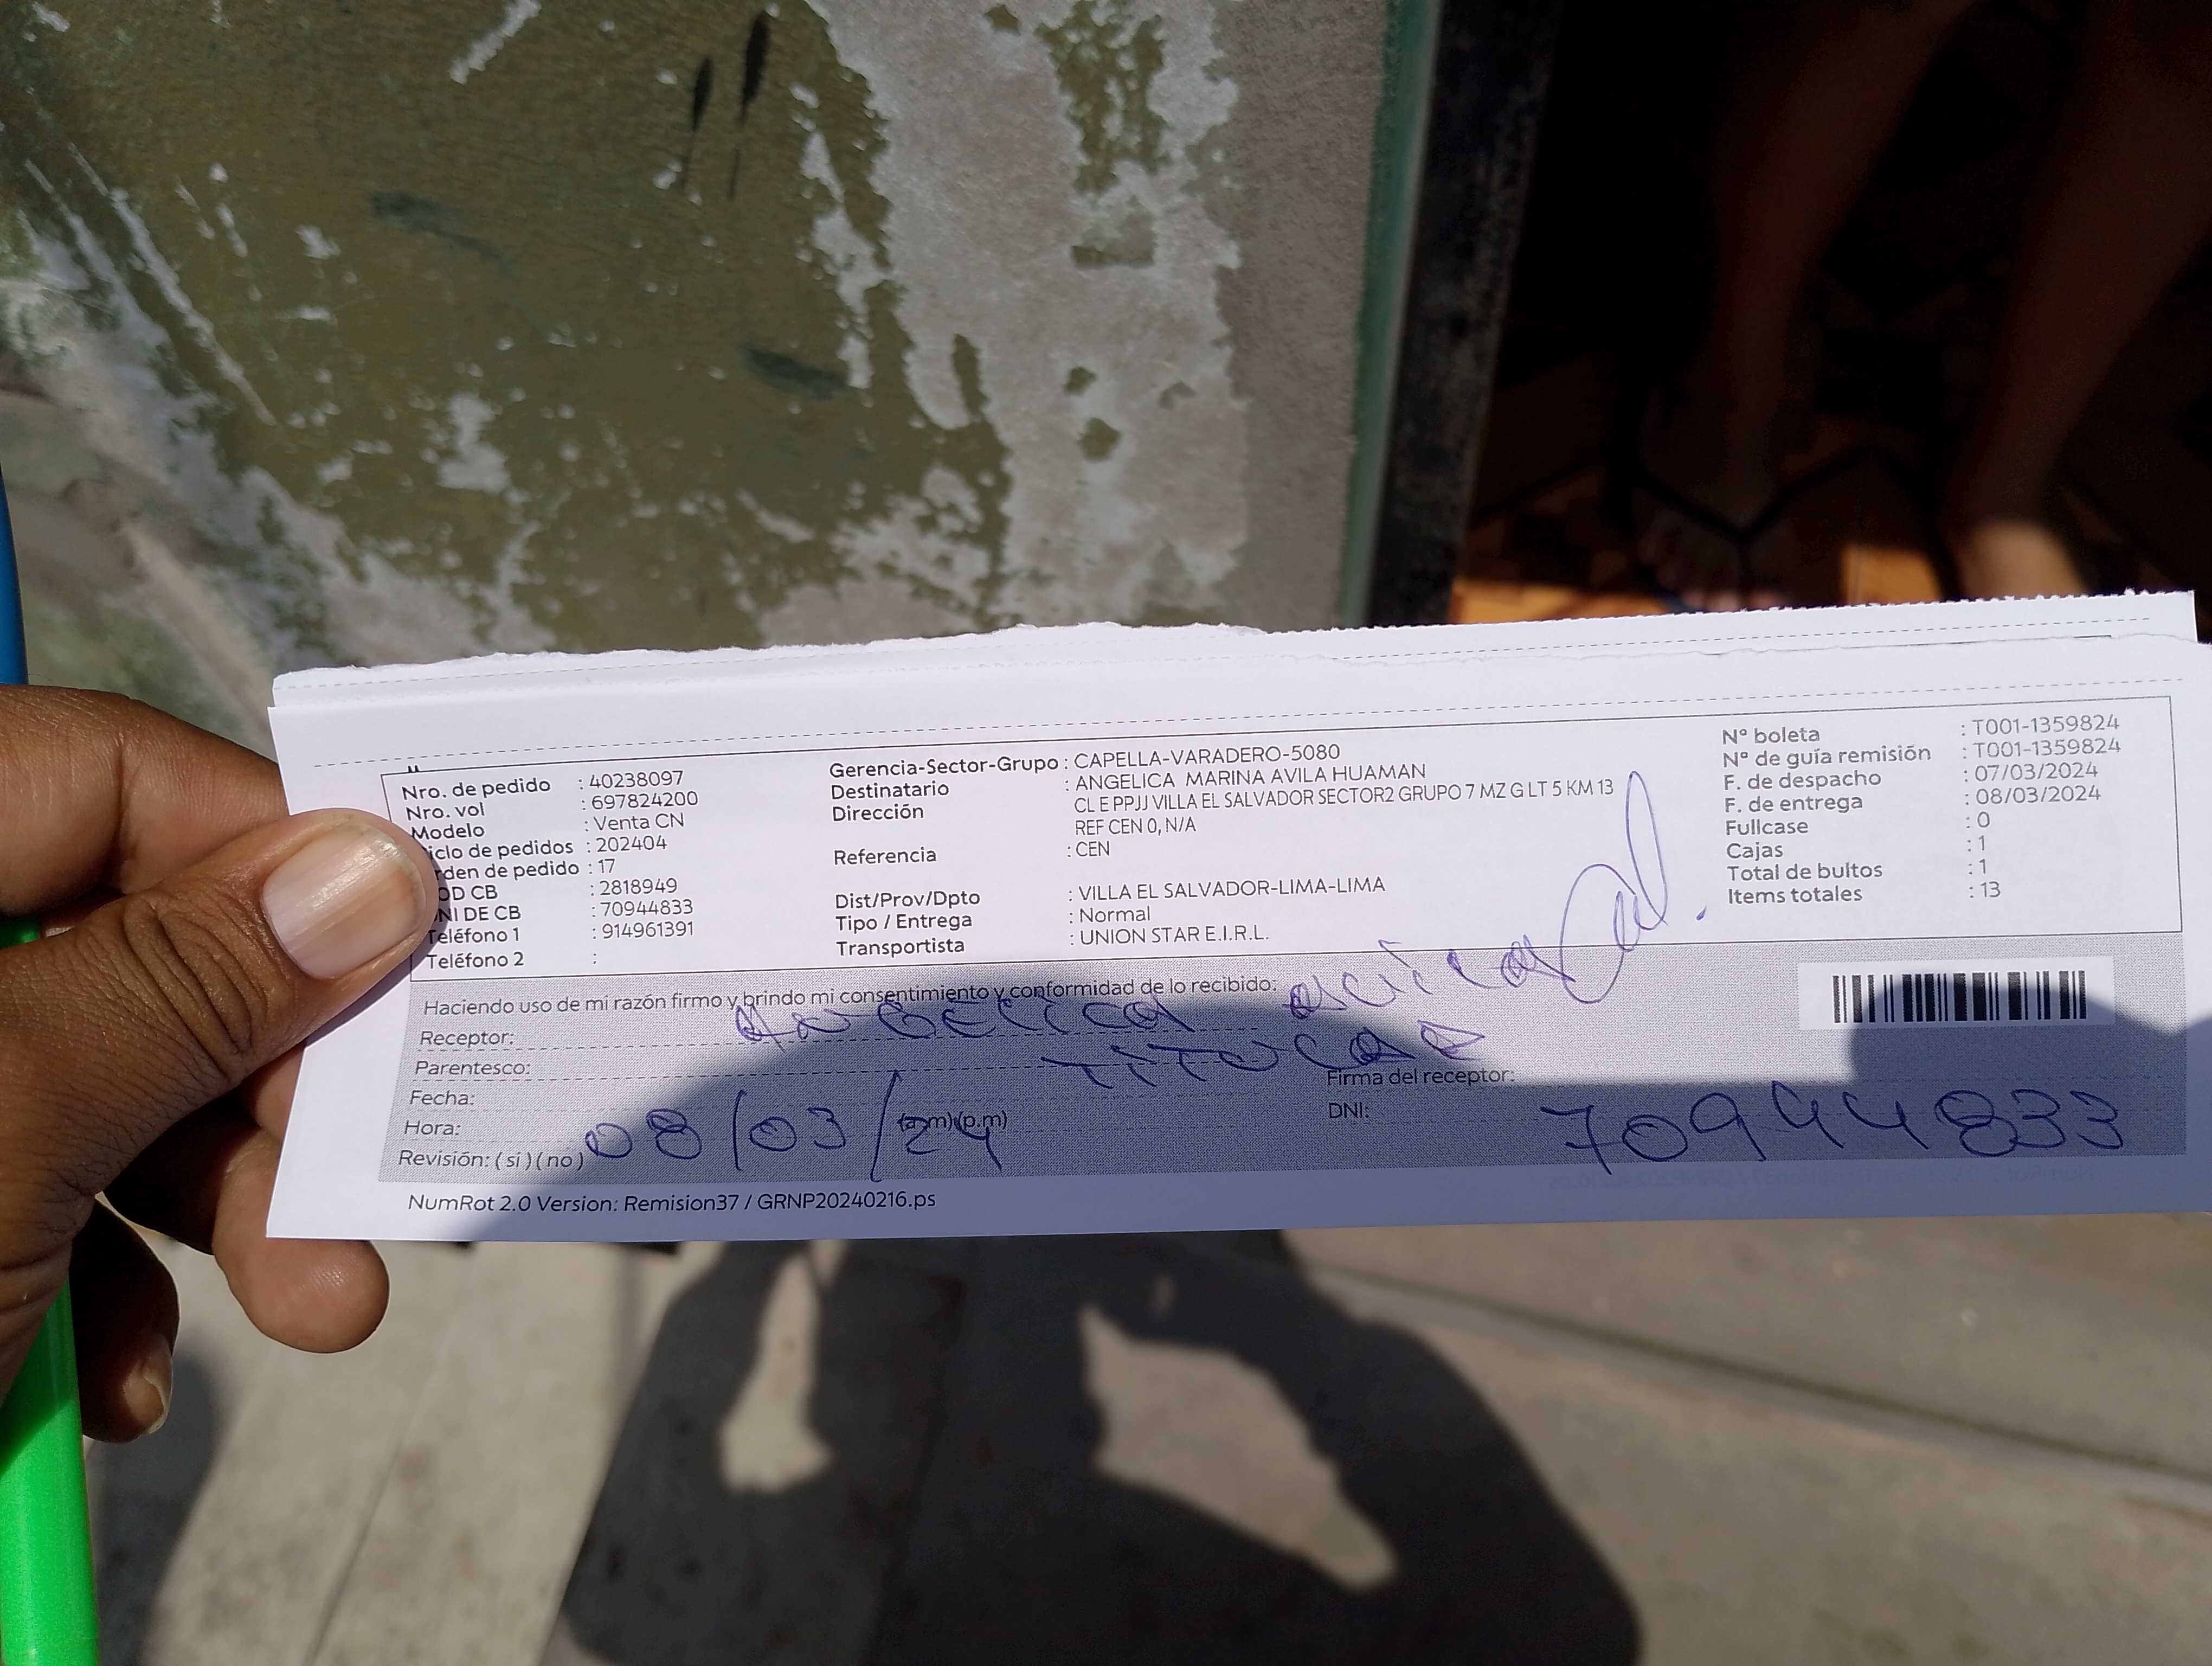 Nro. de pedido : 40238097
Nro. vol : 697824200
Modelo : Venta CN
iclo de pedidos : 202404
rden de pedido : 17
OD CB : 2818949
NI DE CB : 70944833
Teléfono 1 : 914961391
Teléfono 2 :
Gerencia-Sector-Grupo : CAPELLA-VARADERO-5080
Destinatario : ANGELICA MARINA AVILA HUAMAN
Dirección CL E PPJJ VILLA EL SALVADOR SECTOR2 GRUPO 7 MZ G LT 5 KM 13
REF CEN 0, N/A
Referencia : CEN
Dist/Prov/Dpto : VILLA EL SALVADOR-LIMA-LIMA
Tipo / Entrega : Normal
Transportista : UNION STAR E.I.R.L.
N° boleta : T001-1359824
N° de guía remisión : T001-1359824
F. de despacho : 07/03/2024
F. de entrega : 08/03/2024
Fullcase : 0
Cajas : 1
Total de bultos : 1
Items totales : 13
Haciendo uso de mi razón firmo y brindo mi consentimiento y conformidad de lo recibido:
Receptor: Angelica avila
Parentesco: TITULAR
Fecha: 08/03/24
Firma del receptor:
Hora: (a.m)(p.m)
DNI: 70944833
Revisión: ( si ) ( no )
NumRot 2.0 Version: Remision37 / GRNP20240216.ps